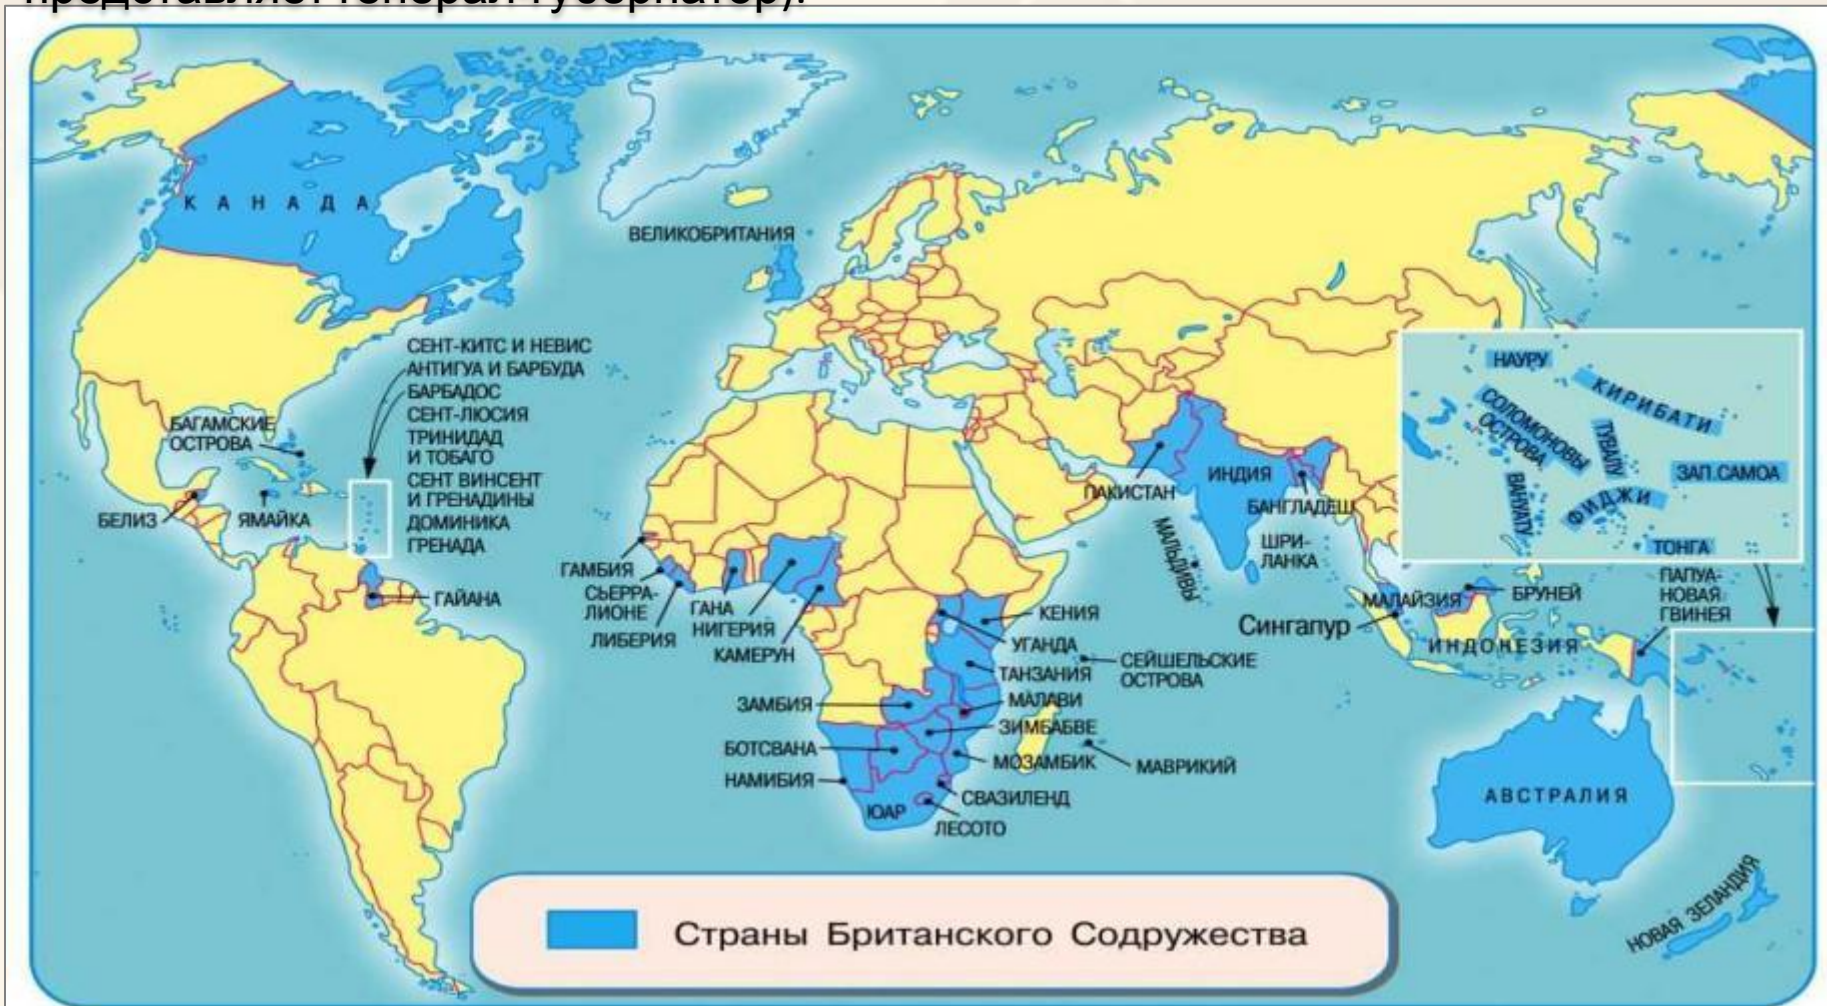 представляет генерал-губернатор).
КАНАДА
ВЕЛИКОБРИТАНИЯ
СЕНТ-КИТС И НЕВИС
АНТИГУА И БАРБУДА
БАРБАДОС
СЕНТ-ЛЮСИЯ
ТРИНИДАД
И ТОБАГО
СЕНТ ВИНСЕНТ
И ГРЕНАДИНЫ
ДОМИНИКА
ГРЕНАДА
БАГАМСКИЕ
ОСТРОВА
БЕЛИЗ
ЯМАЙКА
ГАЙАНА
ГАМБИЯ
СЬЕРРА-
ЛИОНЕ
ЛИБЕРИЯ
ГАНА
НИГЕРИЯ
КАМЕРУН
КЕНИЯ
УГАНДА
ТАНЗАНИЯ
СЕЙШЕЛЬСКИЕ
ОСТРОВА
ЗАМБИЯ
МАЛАВИ
ЗИМБАБВЕ
БОТСВАНА
МОЗАМБИК
МАВРИКИЙ
НАМИБИЯ
СВАЗИЛЕНД
ЮАР
ЛЕСОТО
ПАКИСТАН
ИНДИЯ
БАНГЛАДЕШ
МАЛЬДИВЫ
ШРИ-
ЛАНКА
НАУРУ
КИРИБАТИ
СОЛОМОНОВЫ
ОСТРОВА
ТУВАЛУ
ЗАП.САМОА
ВАНУАТУ
ФИДЖИ
ТОНГА
МАЛАЙЗИЯ
БРУНЕЙ
ПАПУА-
НОВАЯ
ГВИНЕЯ
Сингапур
ИНДОНЕЗИЯ
АВСТРАЛИЯ
НОВАЯ ЗЕЛАНДИЯ
Страны Британского Содружества